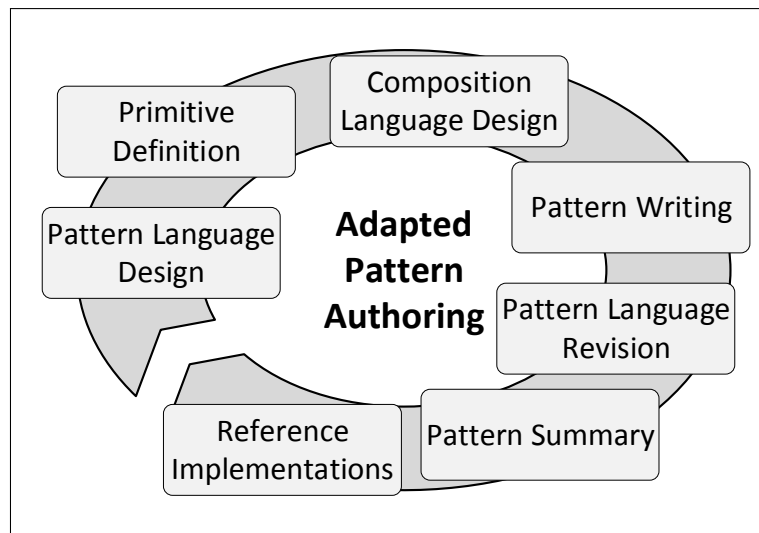 Composition
Language Design
Primitive
Definition
Pattern Writing
Pattern Language
Design
Adapted
Pattern
Authoring
Pattern Language
Revision
Pattern Summary
Reference
Implementations